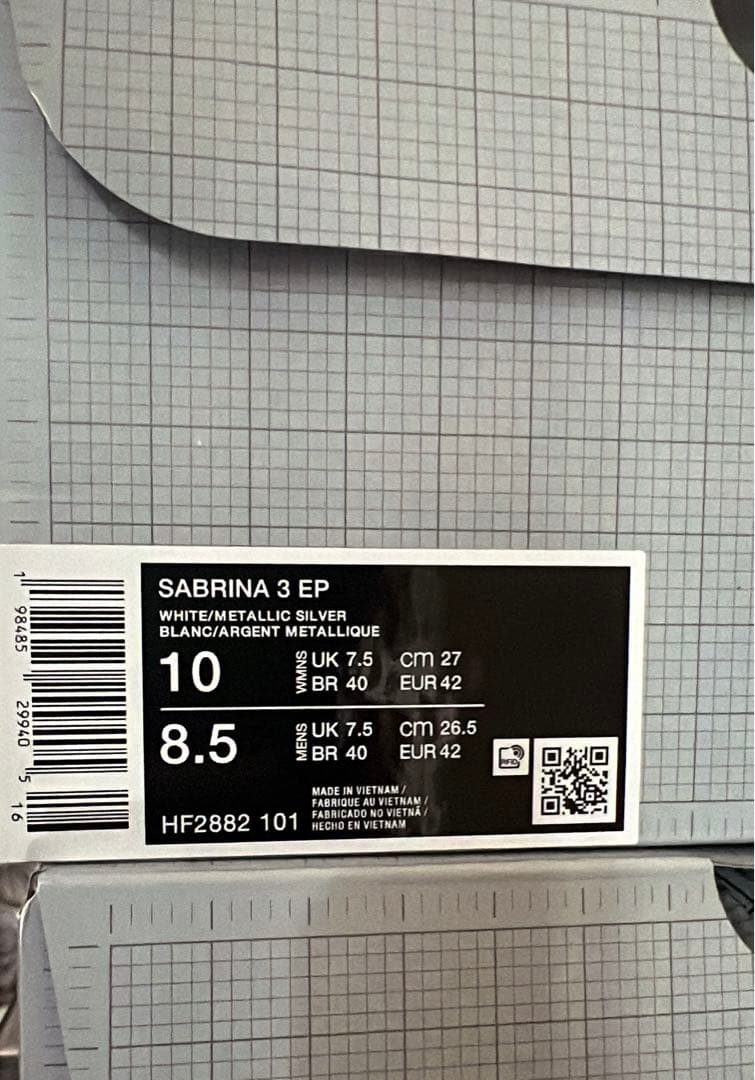 SABRINA 3 EP
WHITE/METALLIC SILVER
BLANC/ARGENT METALLIQUE
10 WMNS UK 7.5 cm 27
BR 40 EUR 42
8.5 MENS UK 7.5 cm 26.5
BR 40 EUR 42
RFID
HF2882 101
MADE IN VIETNAM /
FABRIQUE AU VIETNAM /
FABRICADO NO VIETNÃ /
HECHO EN VIETNAM
1 98485 29940 5 16